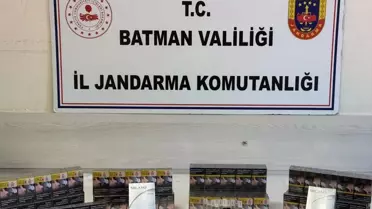 T.C.
BATMAN VALİLİĞİ
İL JANDARMA KOMUTANLIĞI